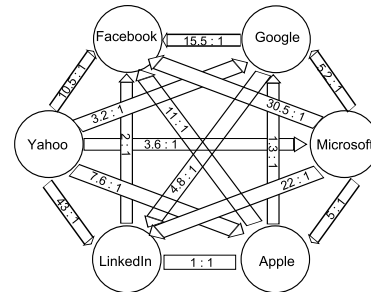 Facebook
15.5 : 1
Google
10.5 : 1
3.2 : 1
30.5 : 1
5.2 : 1
11 : 1
Yahoo
2 : 1
3.6 : 1
1.3 : 1
Microsoft
7.6 : 1
4.8 : 1
22 : 1
43 : 1
5 : 1
LinkedIn
1 : 1
Apple